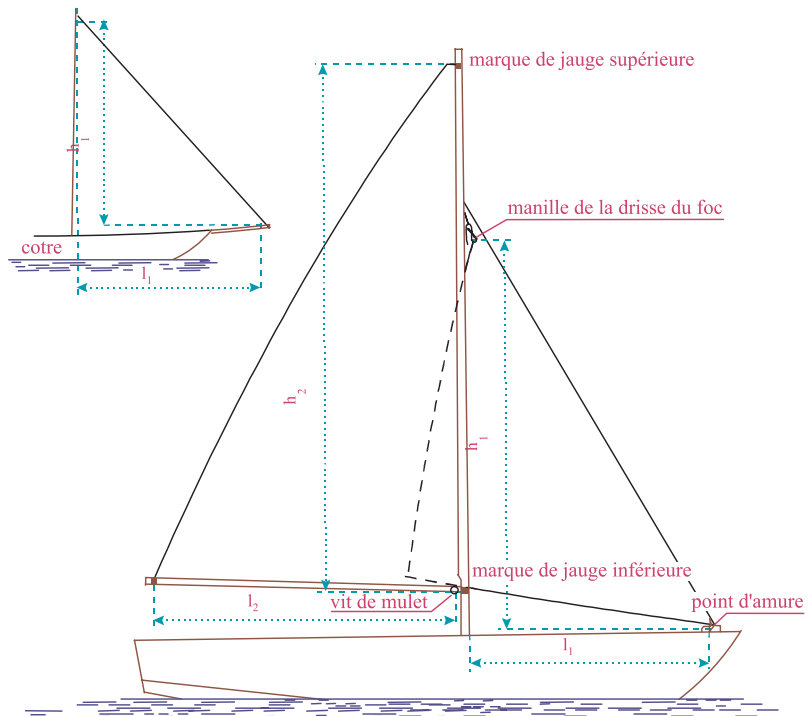 marque de jauge supérieure
h1
manille de la drisse du foc
cotre
l1
h2
h1
marque de jauge inférieure
l2
vit de mulet
point d'amure
l1